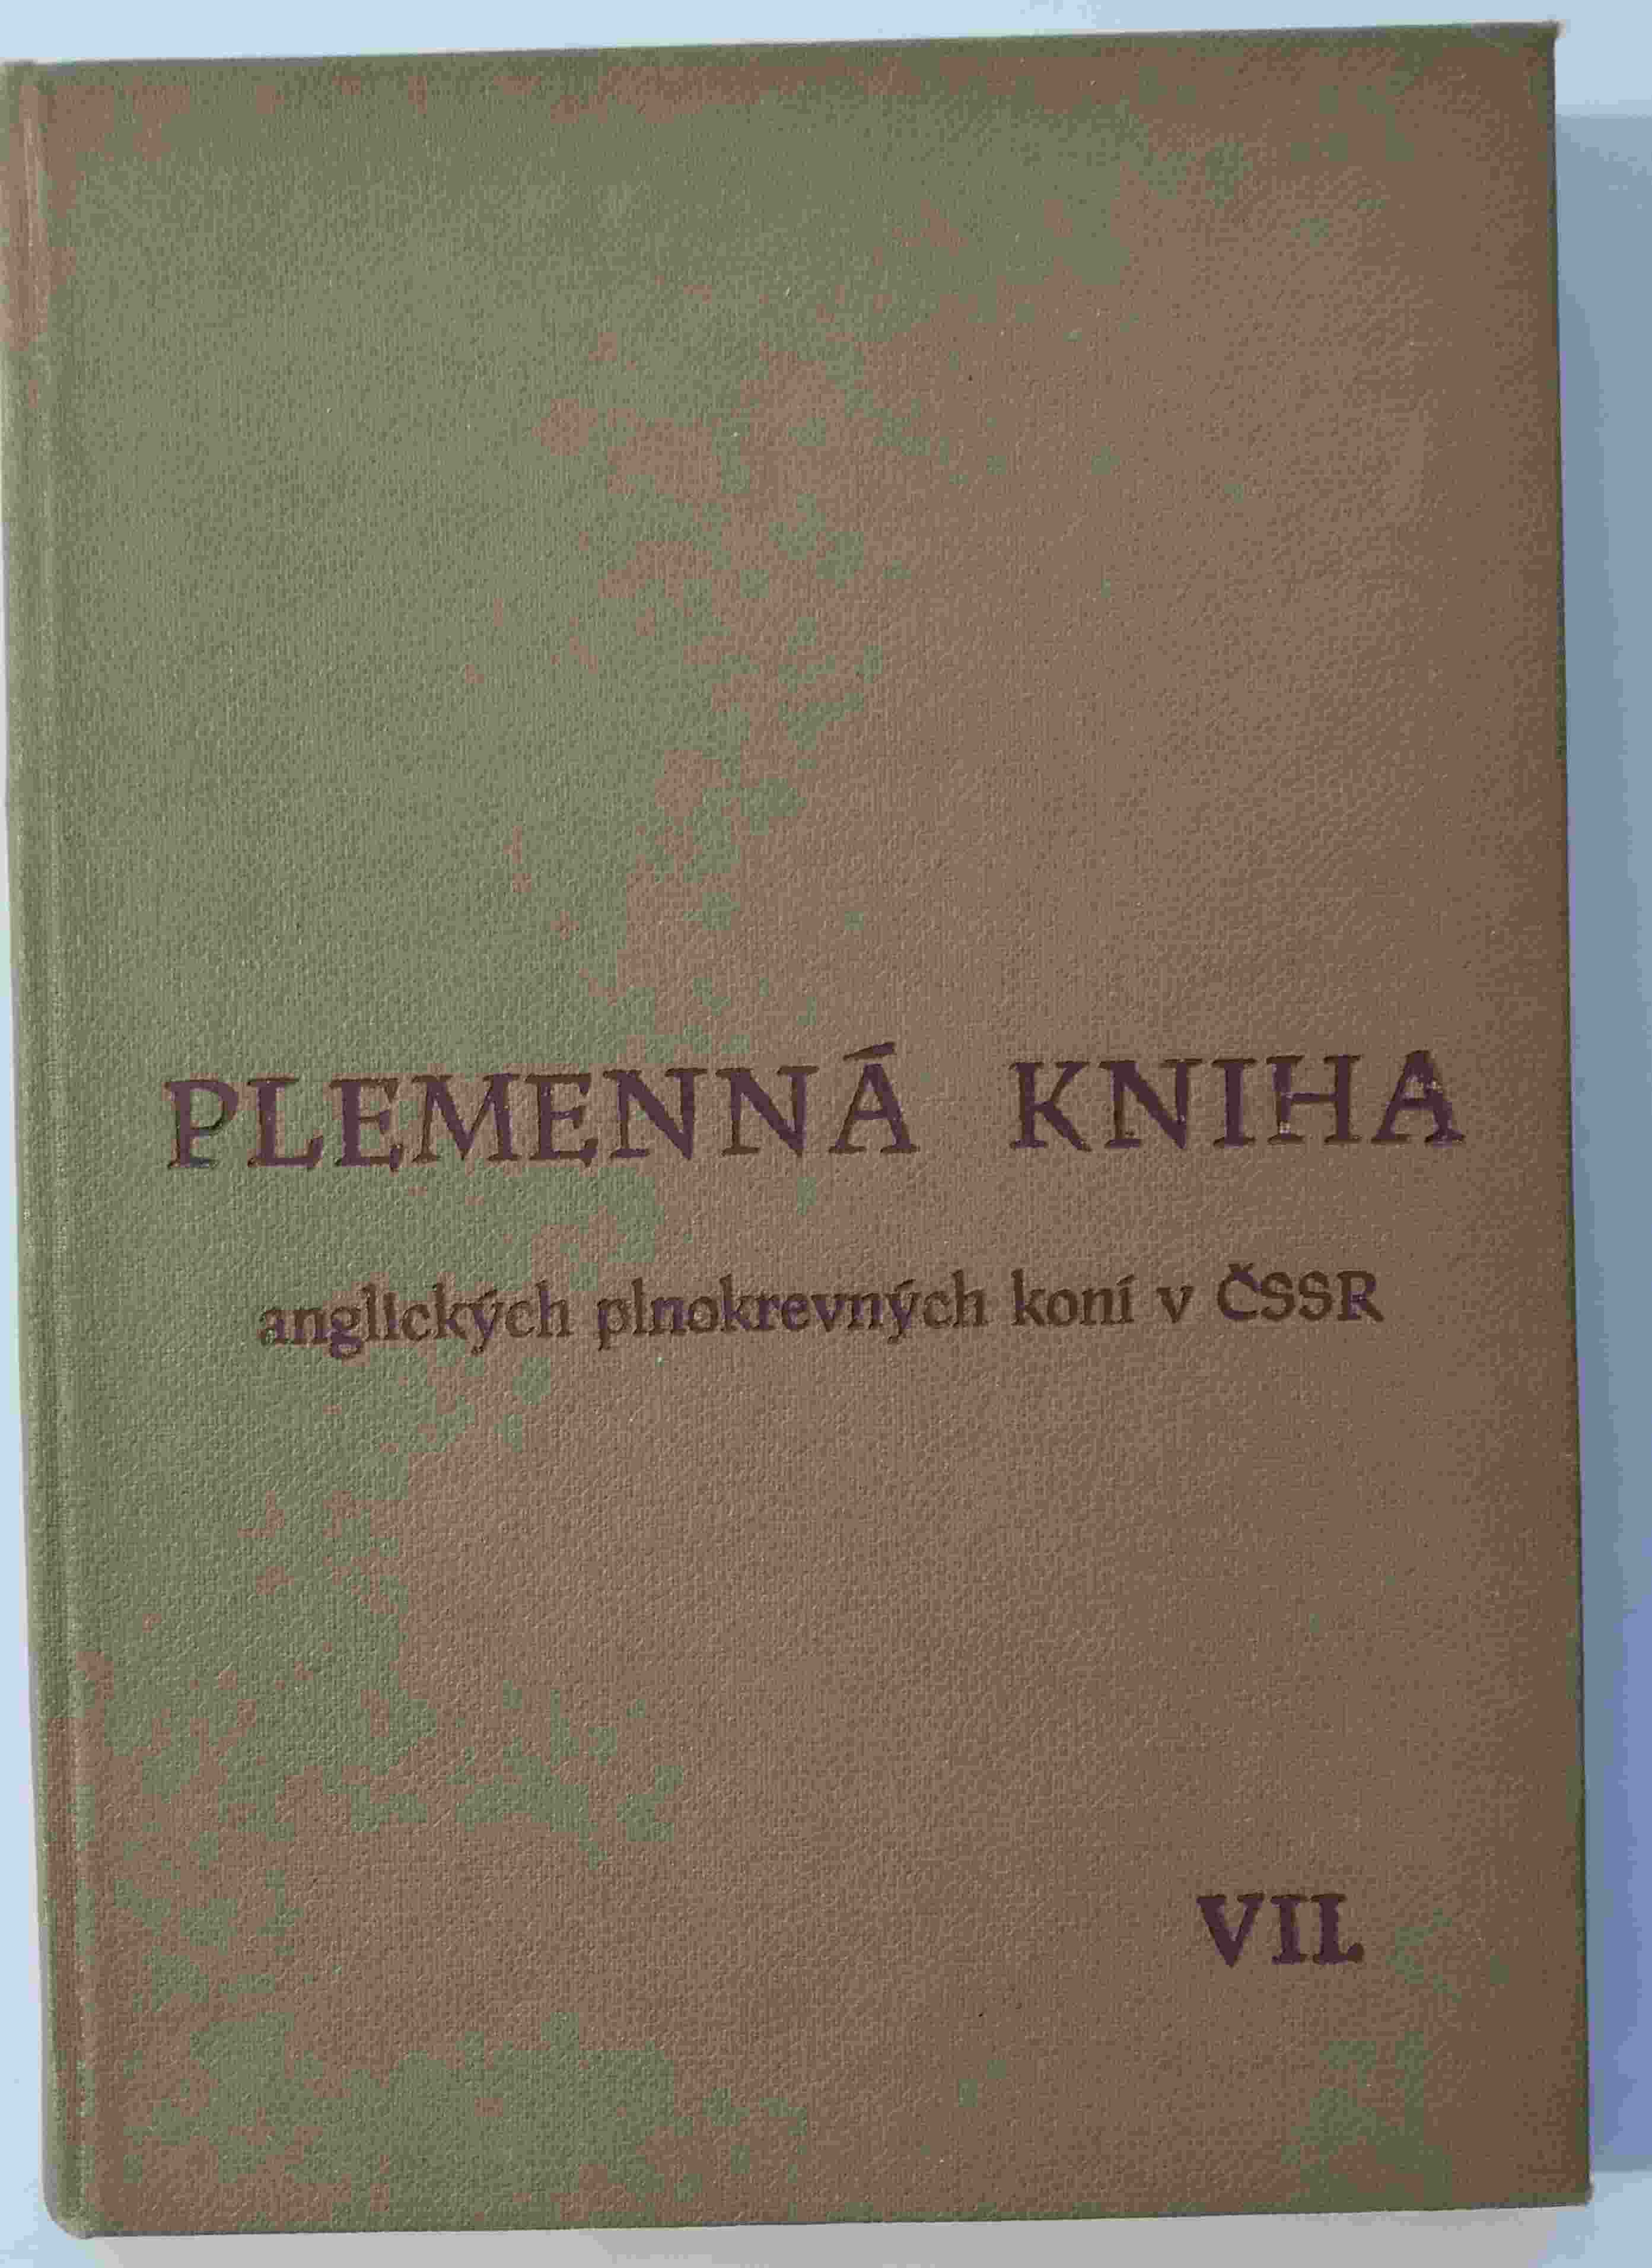 PLEMENNÁ KNIHA
anglických plnokrevných koní v ČSSR
VII.